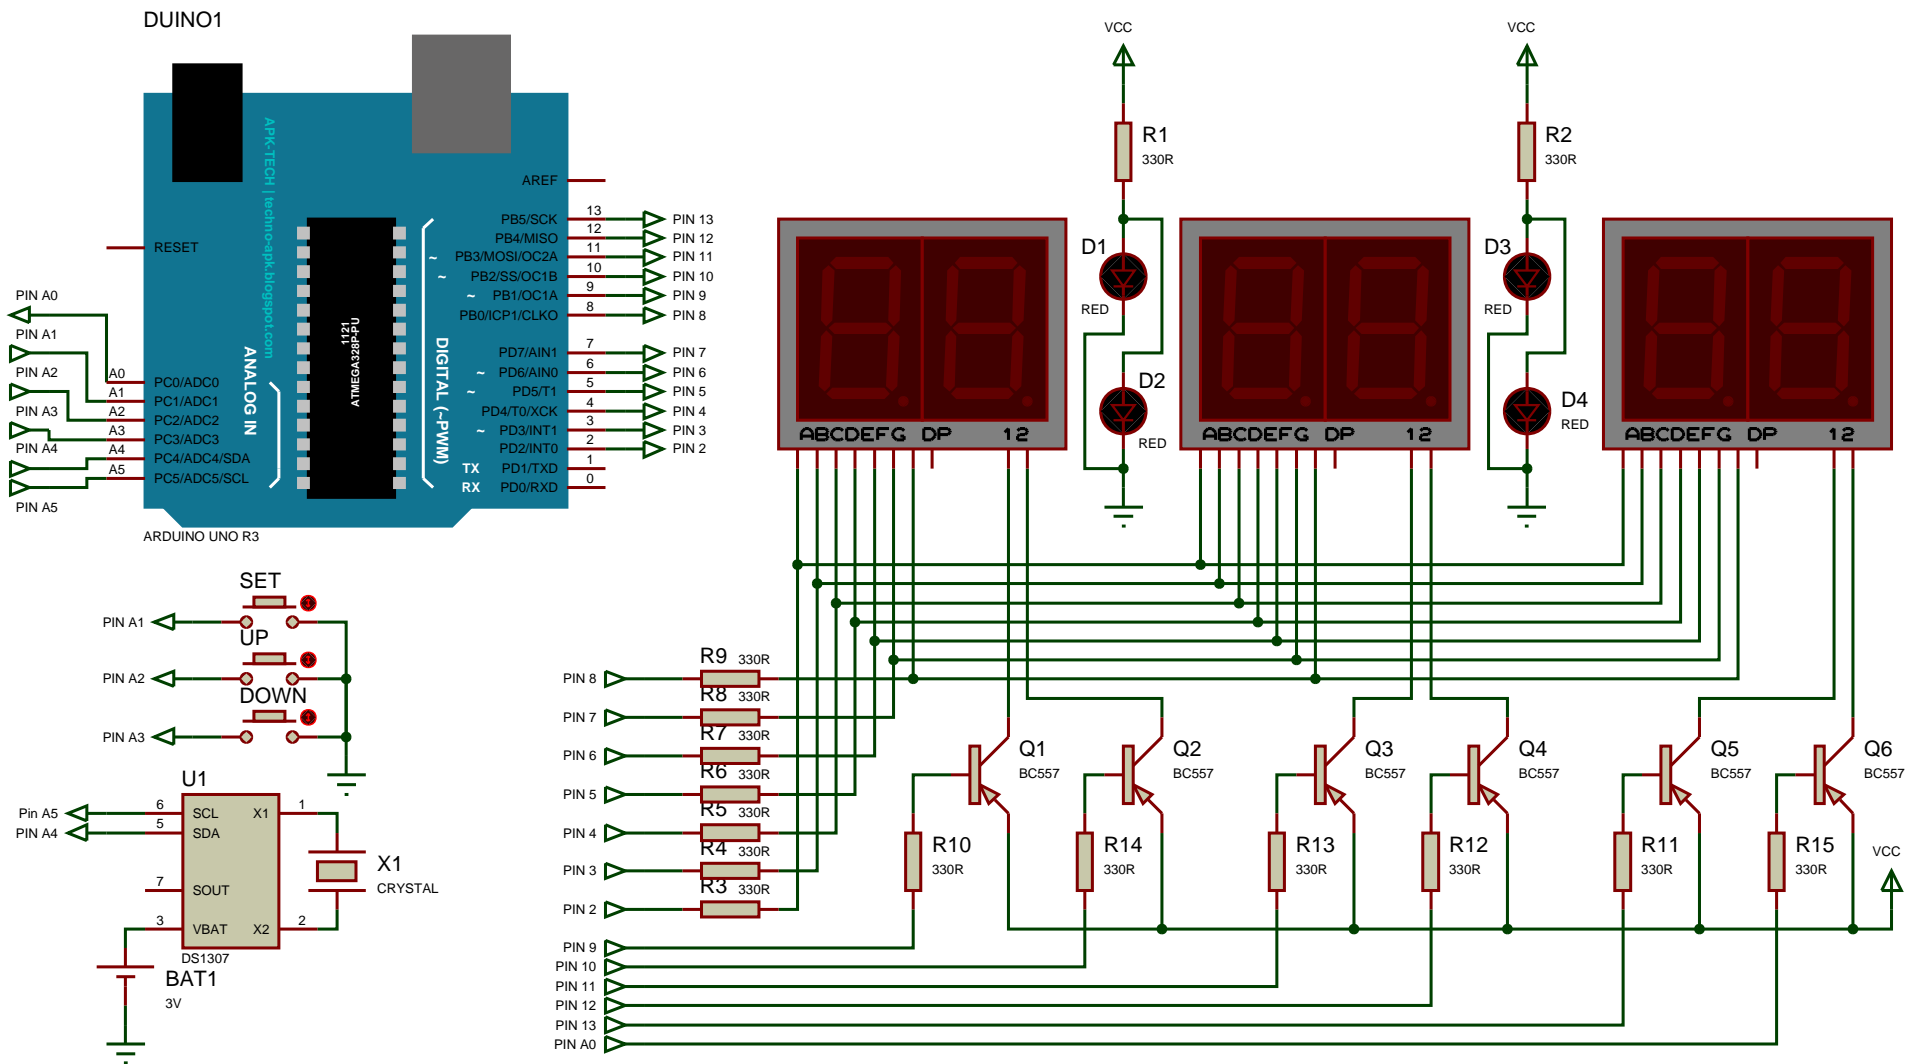 DUINO1
APK-TECH | techno-apk.blogspot.com
AREF
RESET
PB5/SCK 13 PIN 13
PB4/MISO 12 PIN 12
~ PB3/MOSI/OC2A 11 PIN 11
~ PB2/SS/OC1B 10 PIN 10
~ PB1/OC1A 9 PIN 9
PB0/ICP1/CLKO 8 PIN 8
PD7/AIN1 7 PIN 7
~ PD6/AIN0 6 PIN 6
~ PD5/T1 5 PIN 5
PD4/T0/XCK 4 PIN 4
~ PD3/INT1 3 PIN 3
PD2/INT0 2 PIN 2
TX PD1/TXD 1
RX PD0/RXD 0
DIGITAL (~PWM)
1121
ATMEGA328P-PU
ANALOG IN
PIN A0
PIN A1
PIN A2
PIN A3
PIN A4
PIN A5
A0 PC0/ADC0
A1 PC1/ADC1
A2 PC2/ADC2
A3 PC3/ADC3
A4 PC4/ADC4/SDA
A5 PC5/ADC5/SCL
ARDUINO UNO R3
VCC
R1
330R
D1
RED
D2
RED
VCC
R2
330R
D3
RED
D4
RED
ABCDEFG DP 12
ABCDEFG DP 12
ABCDEFG DP 12
SET
PIN A1
UP
PIN A2
DOWN
PIN A3
U1
Pin A5 6 SCL X1 1
PIN A4 5 SDA
7 SOUT
3 VBAT X2 2
DS1307
X1
CRYSTAL
BAT1
3V
R9 330R
PIN 8
R8 330R
PIN 7
R7 330R
PIN 6
R6 330R
PIN 5
R5 330R
PIN 4
R4 330R
PIN 3
R3 330R
PIN 2
PIN 9
PIN 10
PIN 11
PIN 12
PIN 13
PIN A0
Q1
BC557
Q2
BC557
Q3
BC557
Q4
BC557
Q5
BC557
Q6
BC557
R10
330R
R14
330R
R13
330R
R12
330R
R11
330R
R15
330R
VCC